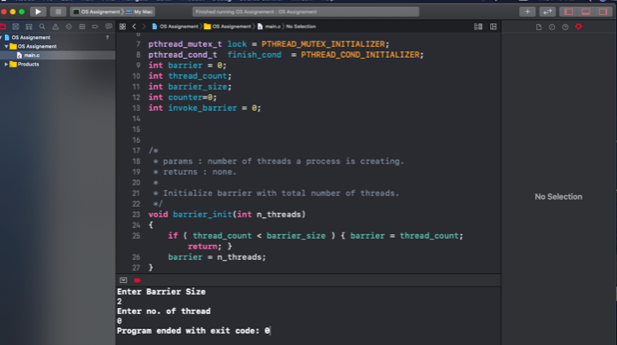 OS Assignement
My Mac
Finished running OS Assignement : OS Assignement
OS Assignement
OS Assignement
OS Assignement
main.c
No Selection
OS Assignement
main.c
Products
7 pthread_mutex_t lock = PTHREAD_MUTEX_INITIALIZER;
8 pthread_cond_t finish_cond = PTHREAD_COND_INITIALIZER;
9 int barrier = 0;
10 int thread_count;
11 int barrier_size;
12 int counter=0;
13 int invoke_barrier = 0;
14
15
16
17 /*
18 * params : number of threads a process is creating.
19 * returns : none.
20 *
21 * Initialize barrier with total number of threads.
22 */
23 void barrier_init(int n_threads)
24 {
25 if ( thread_count < barrier_size ) { barrier = thread_count;
return; }
26 barrier = n_threads;
27 }
No Selection
Enter Barrier Size
2
Enter no. of thread
0
Program ended with exit code: 0